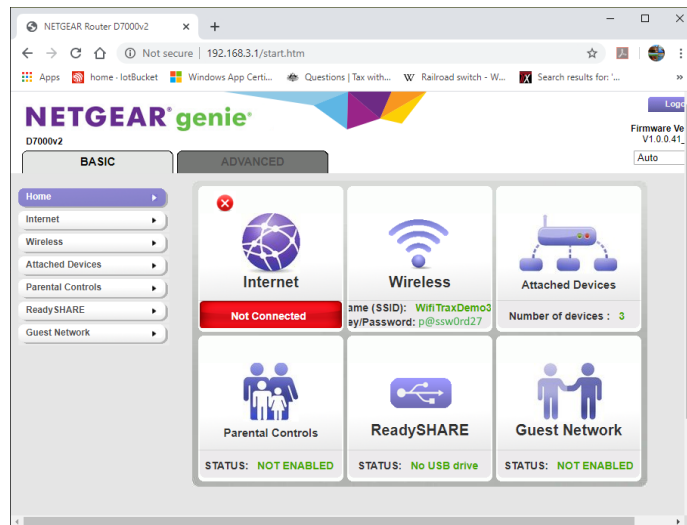 NETGEAR Router D7000v2
Not secure | 192.168.3.1/start.htm
Apps home - IotBucket Windows App Certi... Questions | Tax with... Railroad switch - W... Search results for: '... »
NETGEAR® genie®
Logo
D7000v2
Firmware Ve
V1.0.0.41_
BASIC ADVANCED Auto
Home
Internet
Wireless
Attached Devices
Parental Controls
ReadySHARE
Guest Network
Internet
Not Connected
Wireless
ame (SSID): WifiTraxDemo3
ey/Password: p@ssw0rd27
Attached Devices
Number of devices : 3
Parental Controls
STATUS: NOT ENABLED
ReadySHARE
STATUS: No USB drive
Guest Network
STATUS: NOT ENABLED